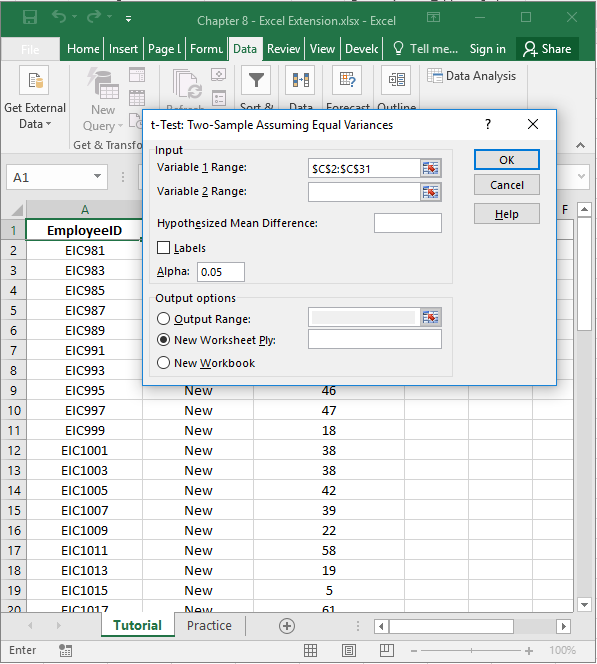 Chapter 8 - Excel Extension.xlsx - Excel
File Home Insert Page L Formu Data Review View Develo Tell me... Sign in Share
Get External Data
New Query
Refresh
Sort &
Data
Forecast
Outline
Data Analysis
Get & Transfo
A1
t-Test: Two-Sample Assuming Equal Variances
? X
Input
Variable 1 Range: $C$2:$C$31
Variable 2 Range:
Hypothesized Mean Difference:
Labels
Alpha: 0.05
Output options
Output Range:
New Worksheet Ply:
New Workbook
OK
Cancel
Help
A F
1 EmployeeID
2 EIC981
3 EIC983
4 EIC985
5 EIC987
6 EIC989
7 EIC991
8 EIC993
9 EIC995 New 46
10 EIC997 New 47
11 EIC999 New 18
12 EIC1001 New 38
13 EIC1003 New 38
14 EIC1005 New 42
15 EIC1007 New 39
16 EIC1009 New 22
17 EIC1011 New 58
18 EIC1013 New 19
19 EIC1015 New 5
20 EIC1017 New 61
Tutorial Practice
Enter 100%